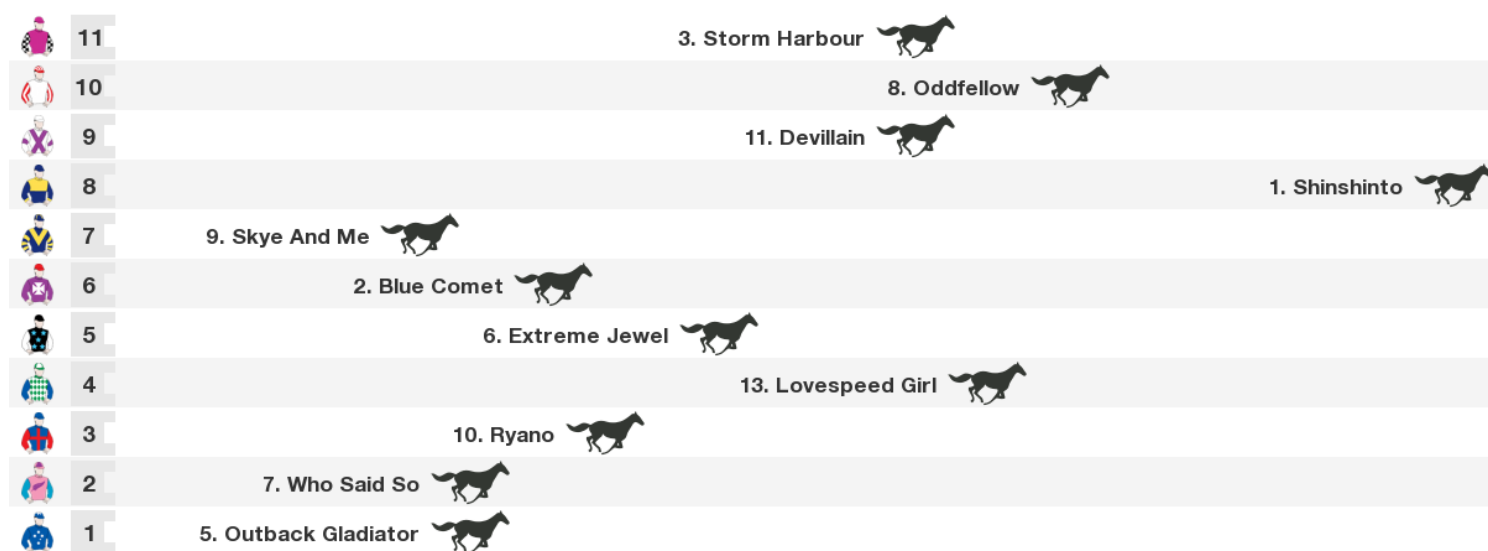 11 3. Storm Harbour
10 8. Oddfellow
9 11. Devillain
8 1. Shinshinto
7 9. Skye And Me
6 2. Blue Comet
5 6. Extreme Jewel
4 13. Lovespeed Girl
3 10. Ryano
2 7. Who Said So
1 5. Outback Gladiator